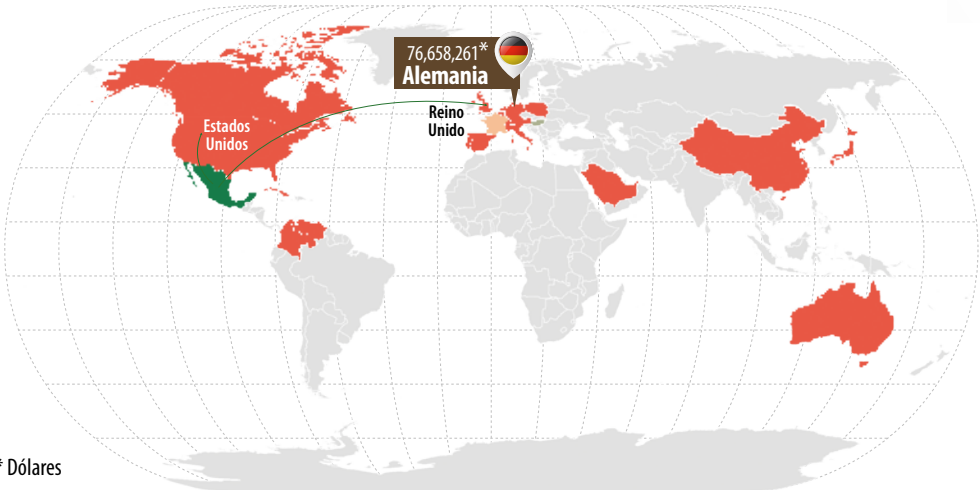 76,658,261*
Alemania
Reino
Unido
Estados
Unidos
* Dólares